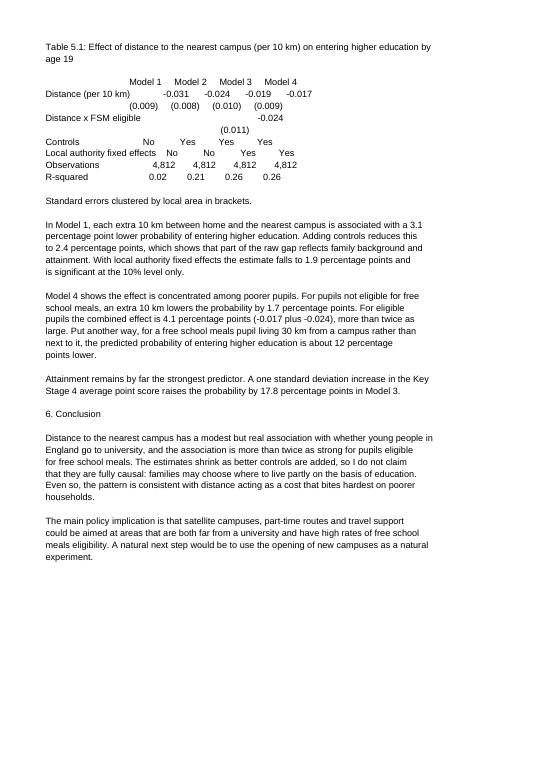 Table 5.1: Effect of distance to the nearest campus (per 10 km) on entering higher education by
age 19
Model 1 Model 2 Model 3 Model 4
Distance (per 10 km) -0.031 -0.024 -0.019 -0.017
(0.009) (0.008) (0.010) (0.009)
Distance x FSM eligible -0.024
(0.011)
Controls No Yes Yes Yes
Local authority fixed effects No No Yes Yes
Observations 4,812 4,812 4,812 4,812
R-squared 0.02 0.21 0.26 0.26
Standard errors clustered by local area in brackets.
In Model 1, each extra 10 km between home and the nearest campus is associated with a 3.1
percentage point lower probability of entering higher education. Adding controls reduces this
to 2.4 percentage points, which shows that part of the raw gap reflects family background and
attainment. With local authority fixed effects the estimate falls to 1.9 percentage points and
is significant at the 10% level only.
Model 4 shows the effect is concentrated among poorer pupils. For pupils not eligible for free
school meals, an extra 10 km lowers the probability by 1.7 percentage points. For eligible
pupils the combined effect is 4.1 percentage points (-0.017 plus -0.024), more than twice as
large. Put another way, for a free school meals pupil living 30 km from a campus rather than
next to it, the predicted probability of entering higher education is about 12 percentage
points lower.
Attainment remains by far the strongest predictor. A one standard deviation increase in the Key
Stage 4 average point score raises the probability by 17.8 percentage points in Model 3.
6. Conclusion
Distance to the nearest campus has a modest but real association with whether young people in
England go to university, and the association is more than twice as strong for pupils eligible
for free school meals. The estimates shrink as better controls are added, so I do not claim
that they are fully causal: families may choose where to live partly on the basis of education.
Even so, the pattern is consistent with distance acting as a cost that bites hardest on poorer
households.
The main policy implication is that satellite campuses, part-time routes and travel support
could be aimed at areas that are both far from a university and have high rates of free school
meals eligibility. A natural next step would be to use the opening of new campuses as a natural
experiment.